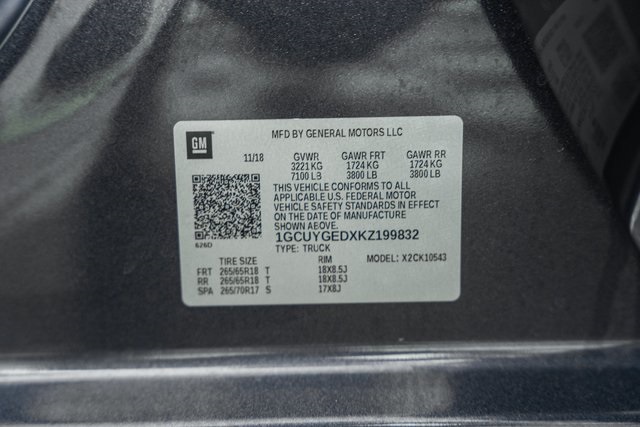 GM
MFD BY GENERAL MOTORS LLC
11/18 GVWR GAWR FRT GAWR RR
3221 KG 1724 KG 1724 KG
7100 LB 3800 LB 3800 LB
THIS VEHICLE CONFORMS TO ALL
APPLICABLE U.S. FEDERAL MOTOR
VEHICLE SAFETY STANDARDS IN EFFECT
ON THE DATE OF MANUFACTURE
SHOWN ABOVE.
1GCUYGEDXKZ199832
626D
TYPE: TRUCK
TIRE SIZE RIM MODEL: X2CK10543
FRT 265/65R18 T 18X8.5J
RR 265/65R18 T 18X8.5J
SPA 265/70R17 S 17X8J